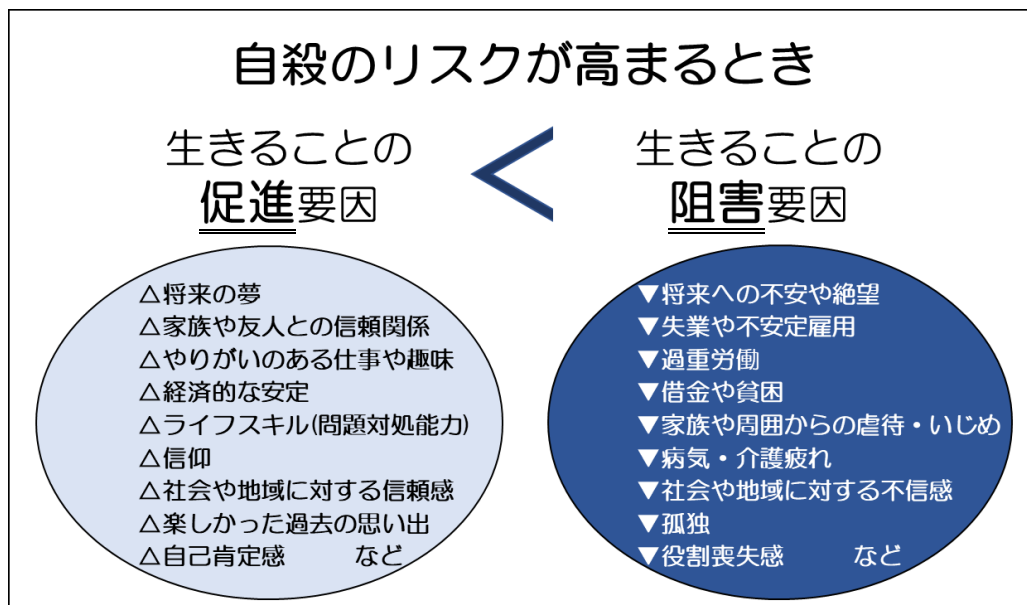 自殺のリスクが高まるとき
生きることの
促進要因
<
生きることの
阻害要因
△将来の夢
△家族や友人との信頼関係
△やりがいのある仕事や趣味
△経済的な安定
△ライフスキル(問題対処能力)
△信仰
△社会や地域に対する信頼感
△楽しかった過去の思い出
△自己肯定感 など
▼将来への不安や絶望
▼失業や不安定雇用
▼過重労働
▼借金や貧困
▼家族や周囲からの虐待・いじめ
▼病気・介護疲れ
▼社会や地域に対する不信感
▼孤独
▼役割喪失感 など